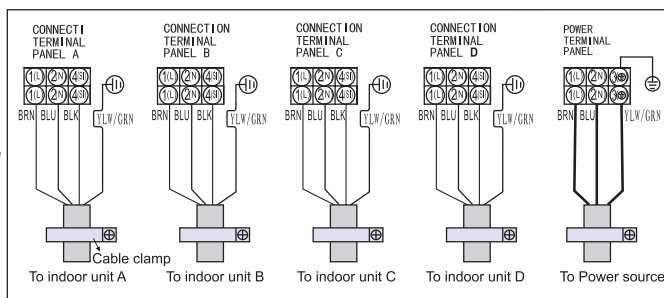 CONNECTI
TERMINAL
PANEL A
1(L) 2(N) 4(SI)
1(L) 2(N) 4(SI)
BRN BLU BLK YLW/GRN
Cable clamp
To indoor unit A
CONNECTION
TERMINAL
PANEL B
1(L) 2(N) 4(SI)
1(L) 2(N) 4(SI)
BRN BLU BLK YLW/GRN
To indoor unit B
CONNECTION
TERMINAL
PANEL C
1(L) 2(N) 4(SI)
1(L) 2(N) 4(SI)
BRN BLU BLK YLW/GRN
To indoor unit C
CONNECTION
TERMINAL
PANEL D
1(L) 2(N) 4(SI)
1(L) 2(N) 4(SI)
BRN BLU BLK YLW/GRN
To indoor unit D
POWER
TERMINAL
PANEL
1(L) 2(N) 3
1(L) 2(N) 3
BRN BLU YLW/GRN
To Power source